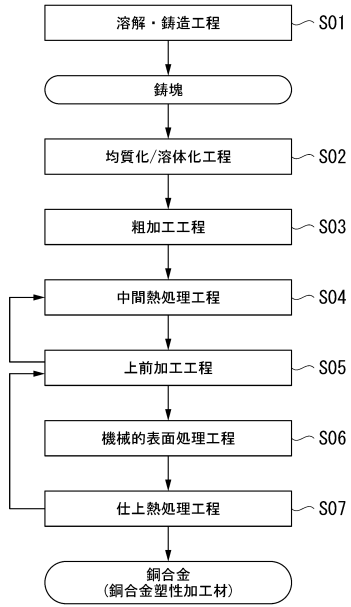 溶解・鋳造工程 S01
鋳塊
均質化/溶体化工程 S02
粗加工工程 S03
中間熱処理工程 S04
上前加工工程 S05
機械的表面処理工程 S06
仕上熱処理工程 S07
銅合金
(銅合金塑性加工材)